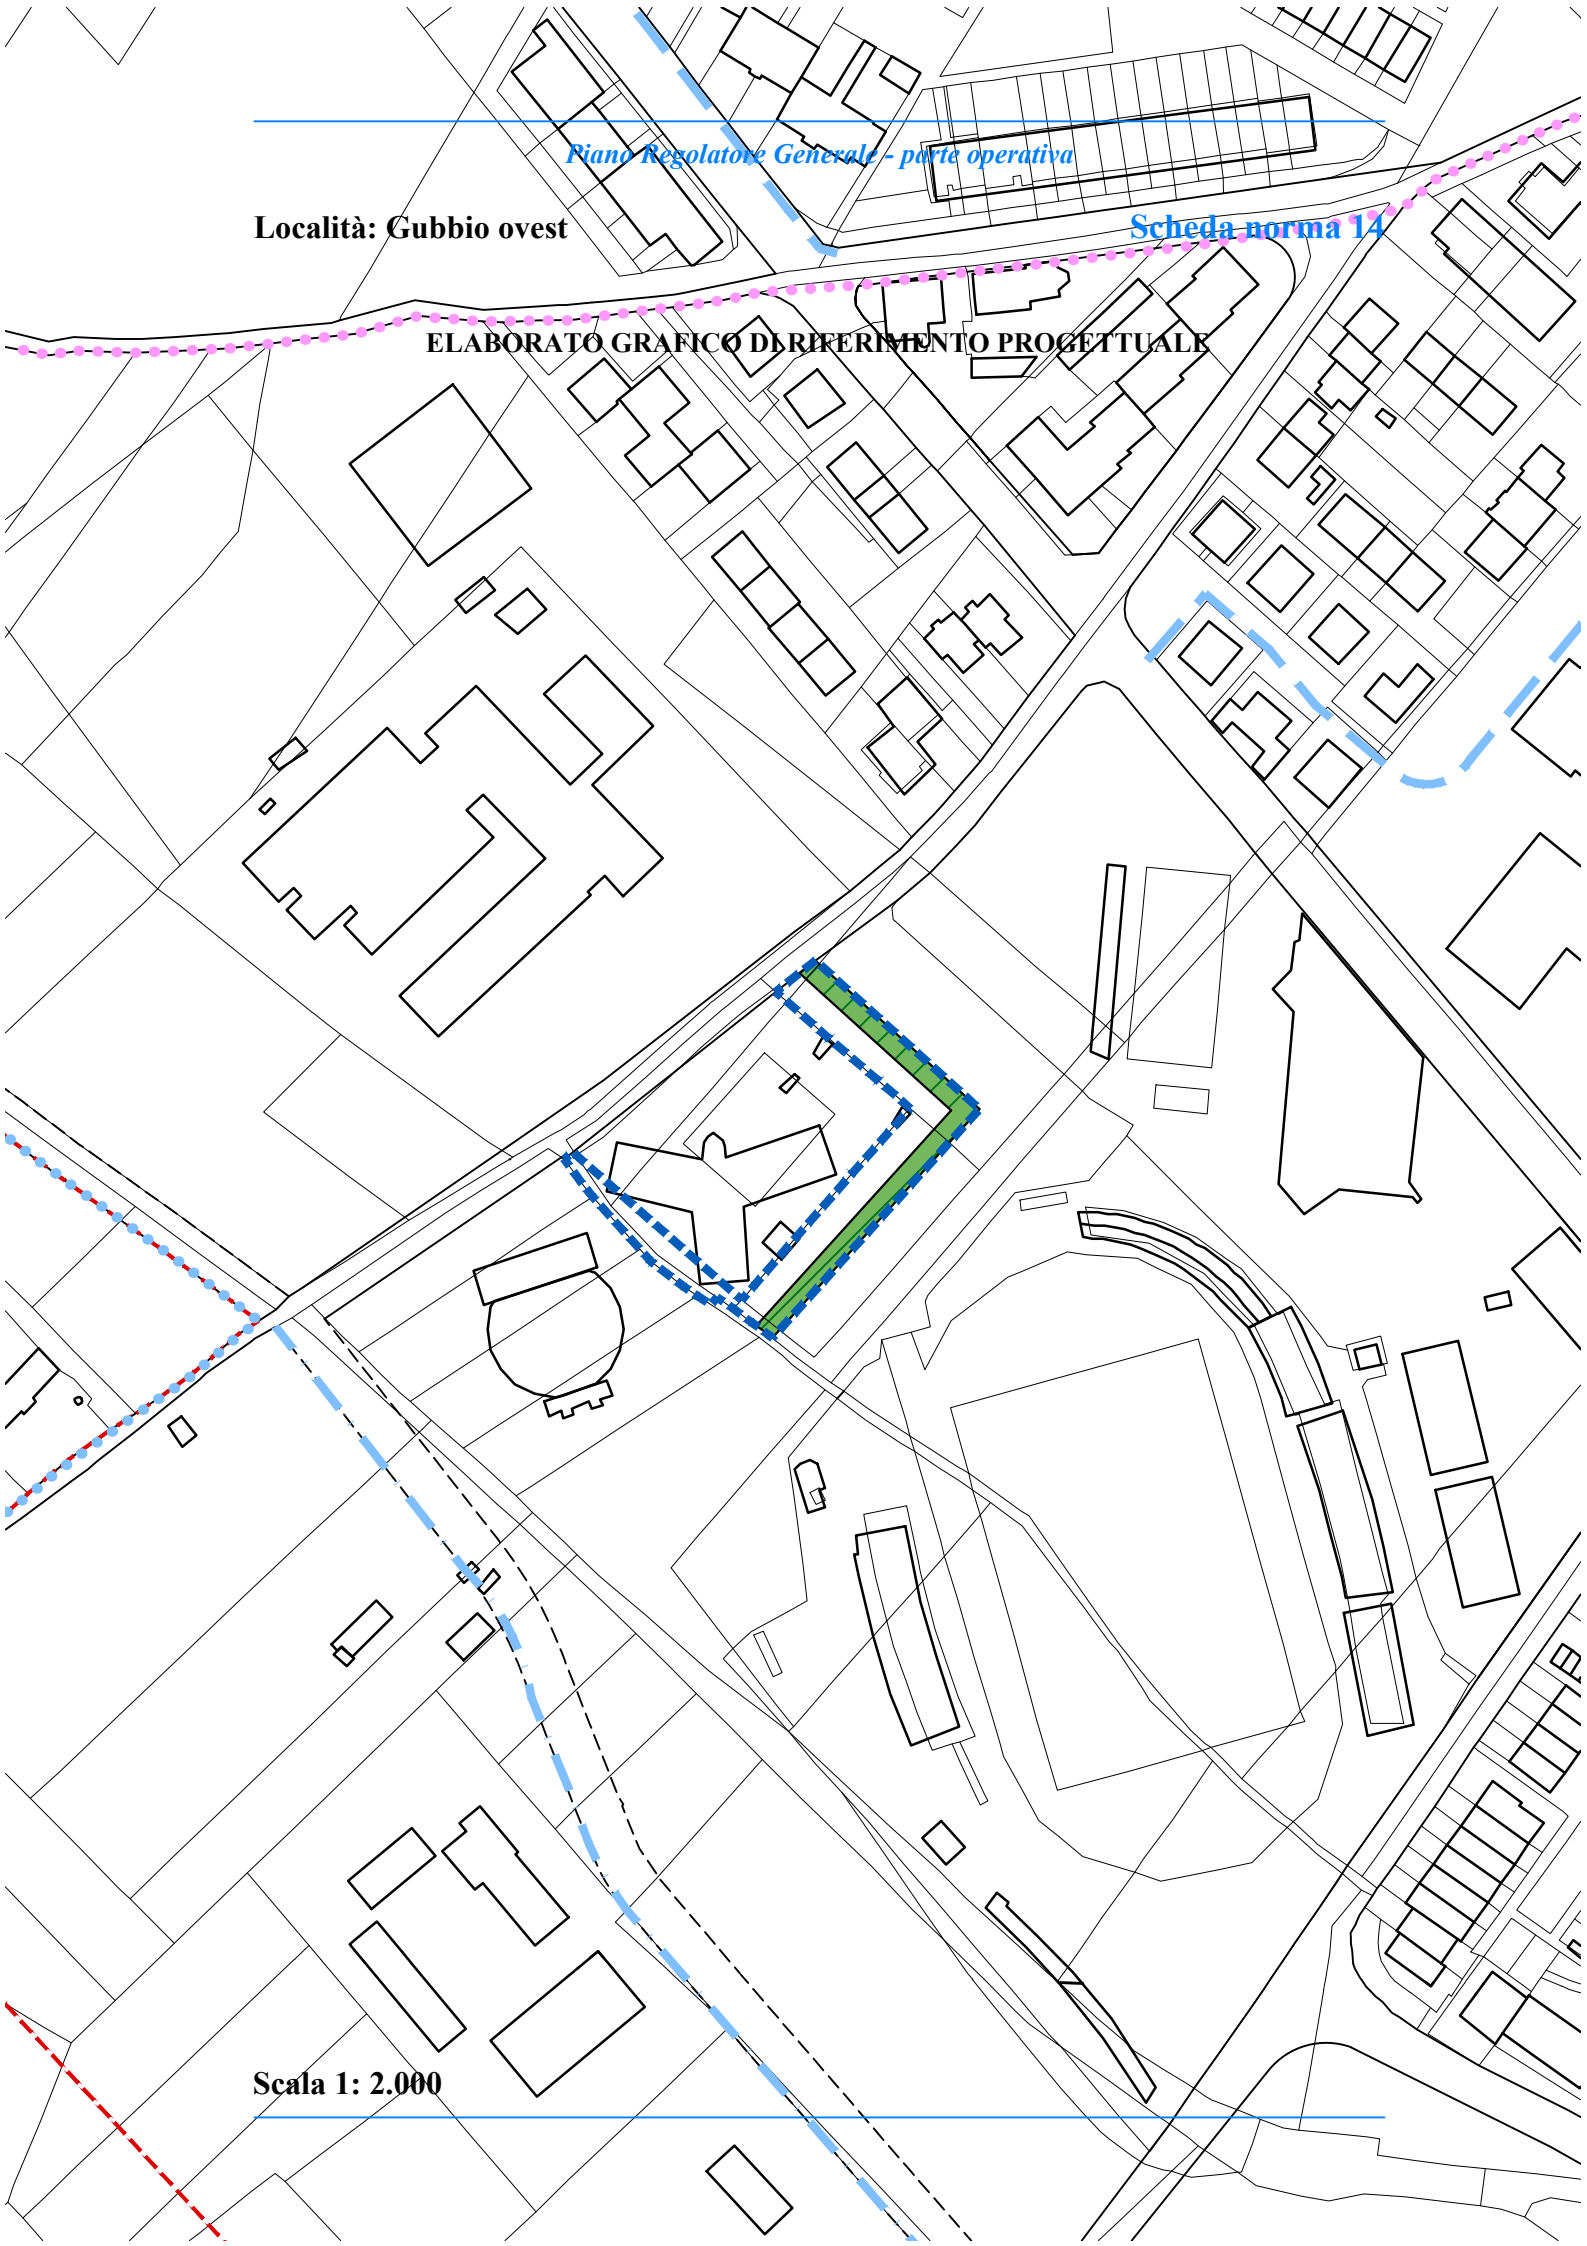 Piano Regolatore Generale - parte operativa
Località: Gubbio ovest
Scheda norma 14
ELABORATO GRAFICO DI RIFERIMENTO PROGETTUALE
Scala 1: 2.000